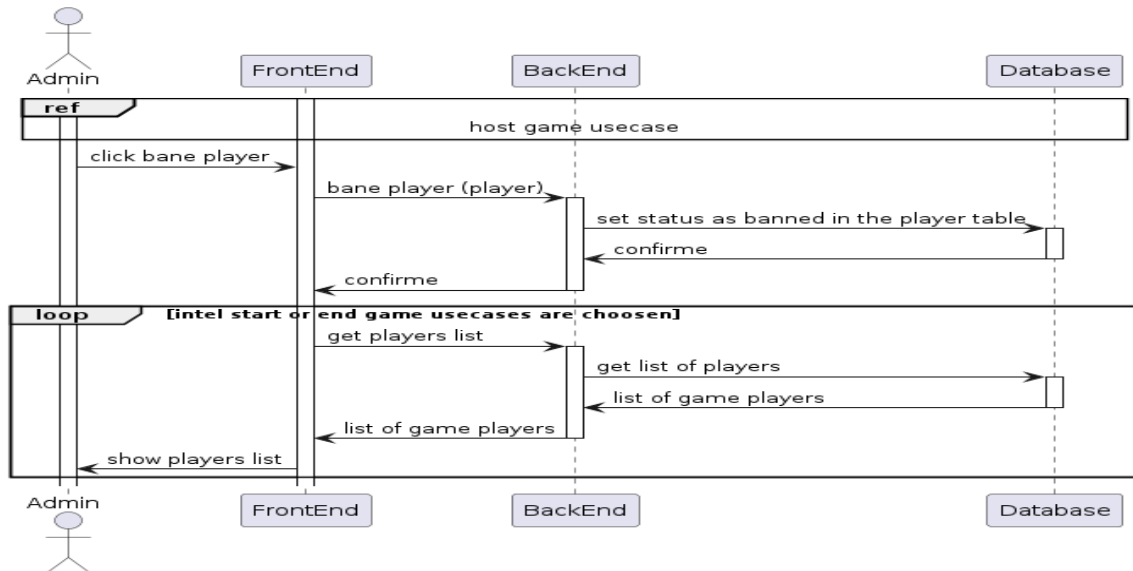 Admin
FrontEnd
BackEnd
Database
ref
host game usecase
click bane player
bane player (player)
set status as banned in the player table
confirme
confirme
loop
[intel start or end game usecases are choosen]
get players list
get list of players
list of game players
list of game players
show players list
Admin
FrontEnd
BackEnd
Database